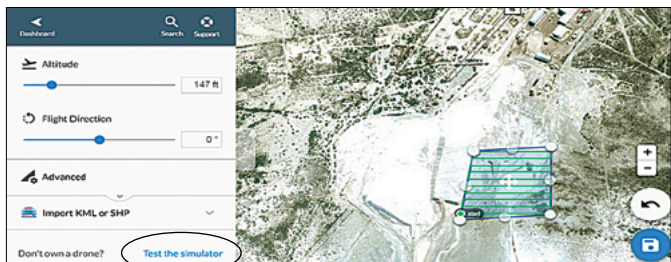 Dashboard
Search
Support
Altitude
147 ft
Flight Direction
0°
Advanced
Import KML or SHP
Don't own a drone?
Test the simulator
start
+
−